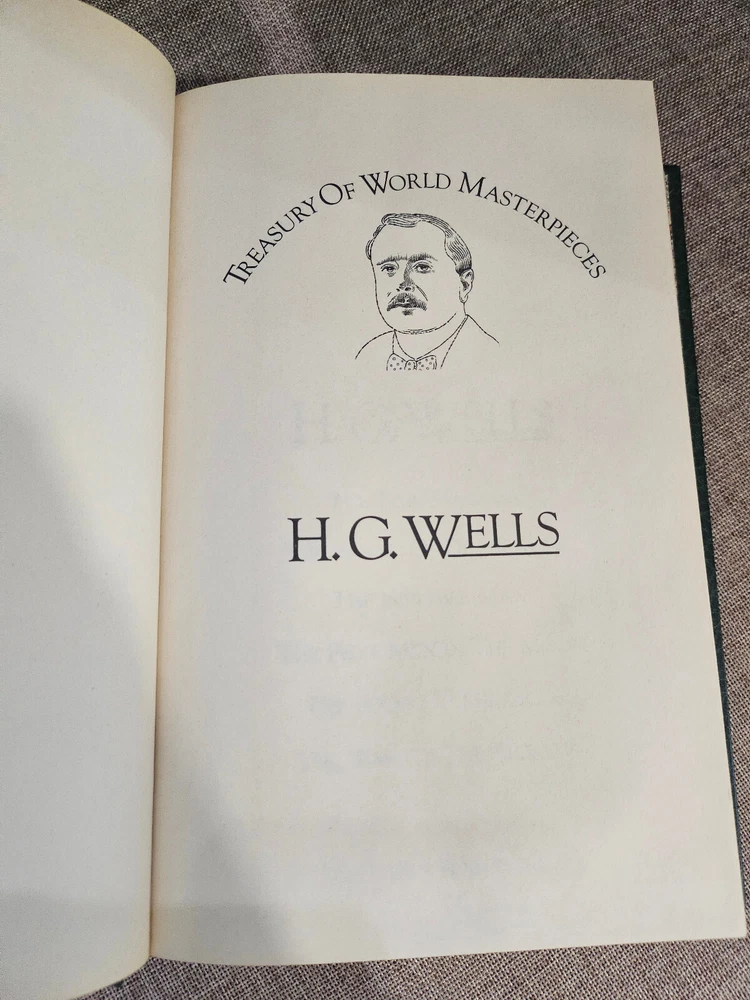 TREASURY OF WORLD MASTERPIECES
H. G. WELLS